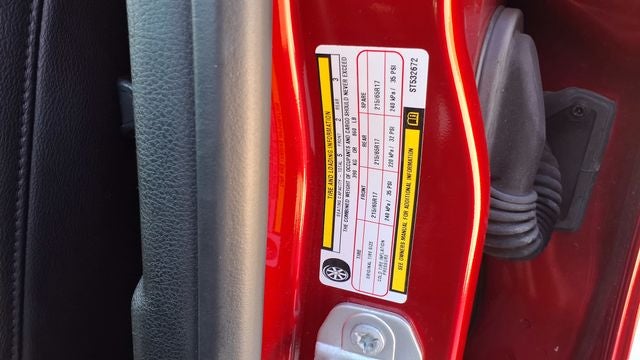 TIRE AND LOADING INFORMATION
SEATING CAPACITY - TOTAL 5 FRONT 2 REAR 3
THE COMBINED WEIGHT OF OCCUPANTS AND CARGO SHOULD NEVER EXCEED
390 KG OR 860 LB
TIRE FRONT REAR SPARE
ORIGINAL TIRE SIZE 215/65R17 215/65R17 215/65R17
COLD TIRE INFLATION PRESSURE 240 kPa / 35 PSI 220 kPa / 32 PSI 240 kPa / 35 PSI
SEE OWNERS MANUAL FOR ADDITIONAL INFORMATION
ST532672